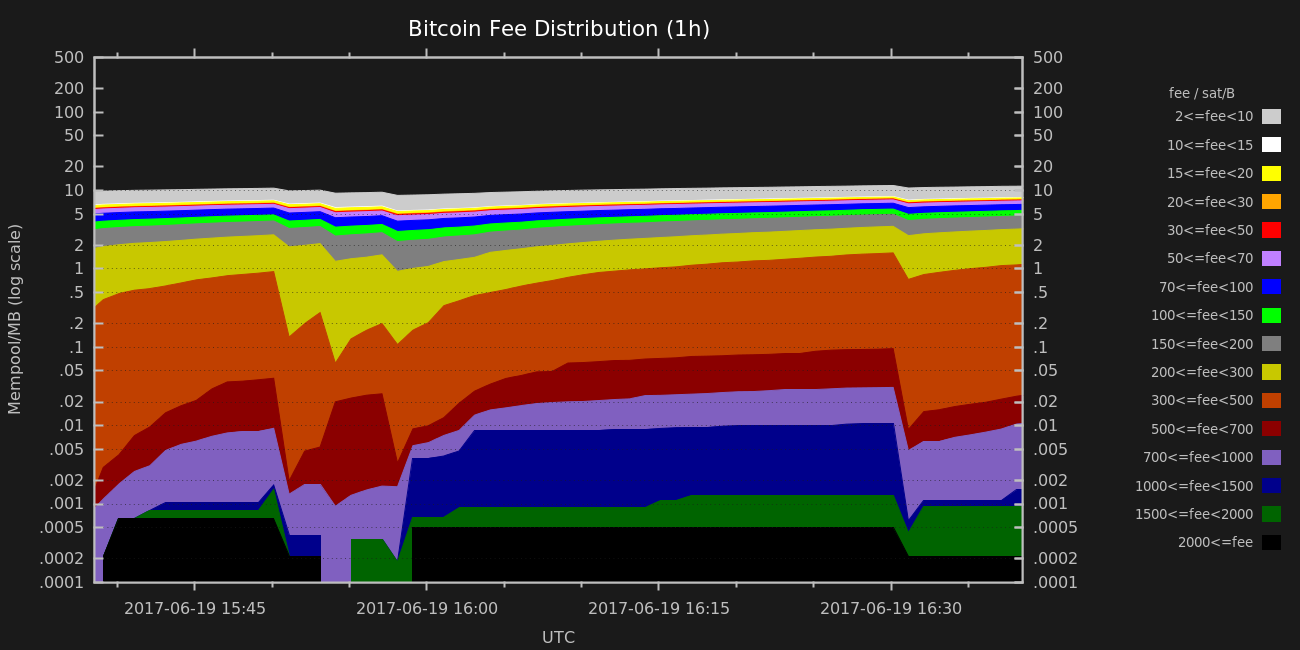 Bitcoin Fee Distribution (1h)
Mempool/MB (log scale)
500
200
100
50
20
10
5
2
1
.5
.2
.1
.05
.02
.01
.005
.002
.001
.0005
.0002
.0001
500
200
100
50
20
10
5
2
1
.5
.2
.1
.05
.02
.01
.005
.002
.001
.0005
.0002
.0001
2017-06-19 15:45
2017-06-19 16:00
2017-06-19 16:15
2017-06-19 16:30
UTC
fee / sat/B
2<=fee<10
10<=fee<15
15<=fee<20
20<=fee<30
30<=fee<50
50<=fee<70
70<=fee<100
100<=fee<150
150<=fee<200
200<=fee<300
300<=fee<500
500<=fee<700
700<=fee<1000
1000<=fee<1500
1500<=fee<2000
2000<=fee